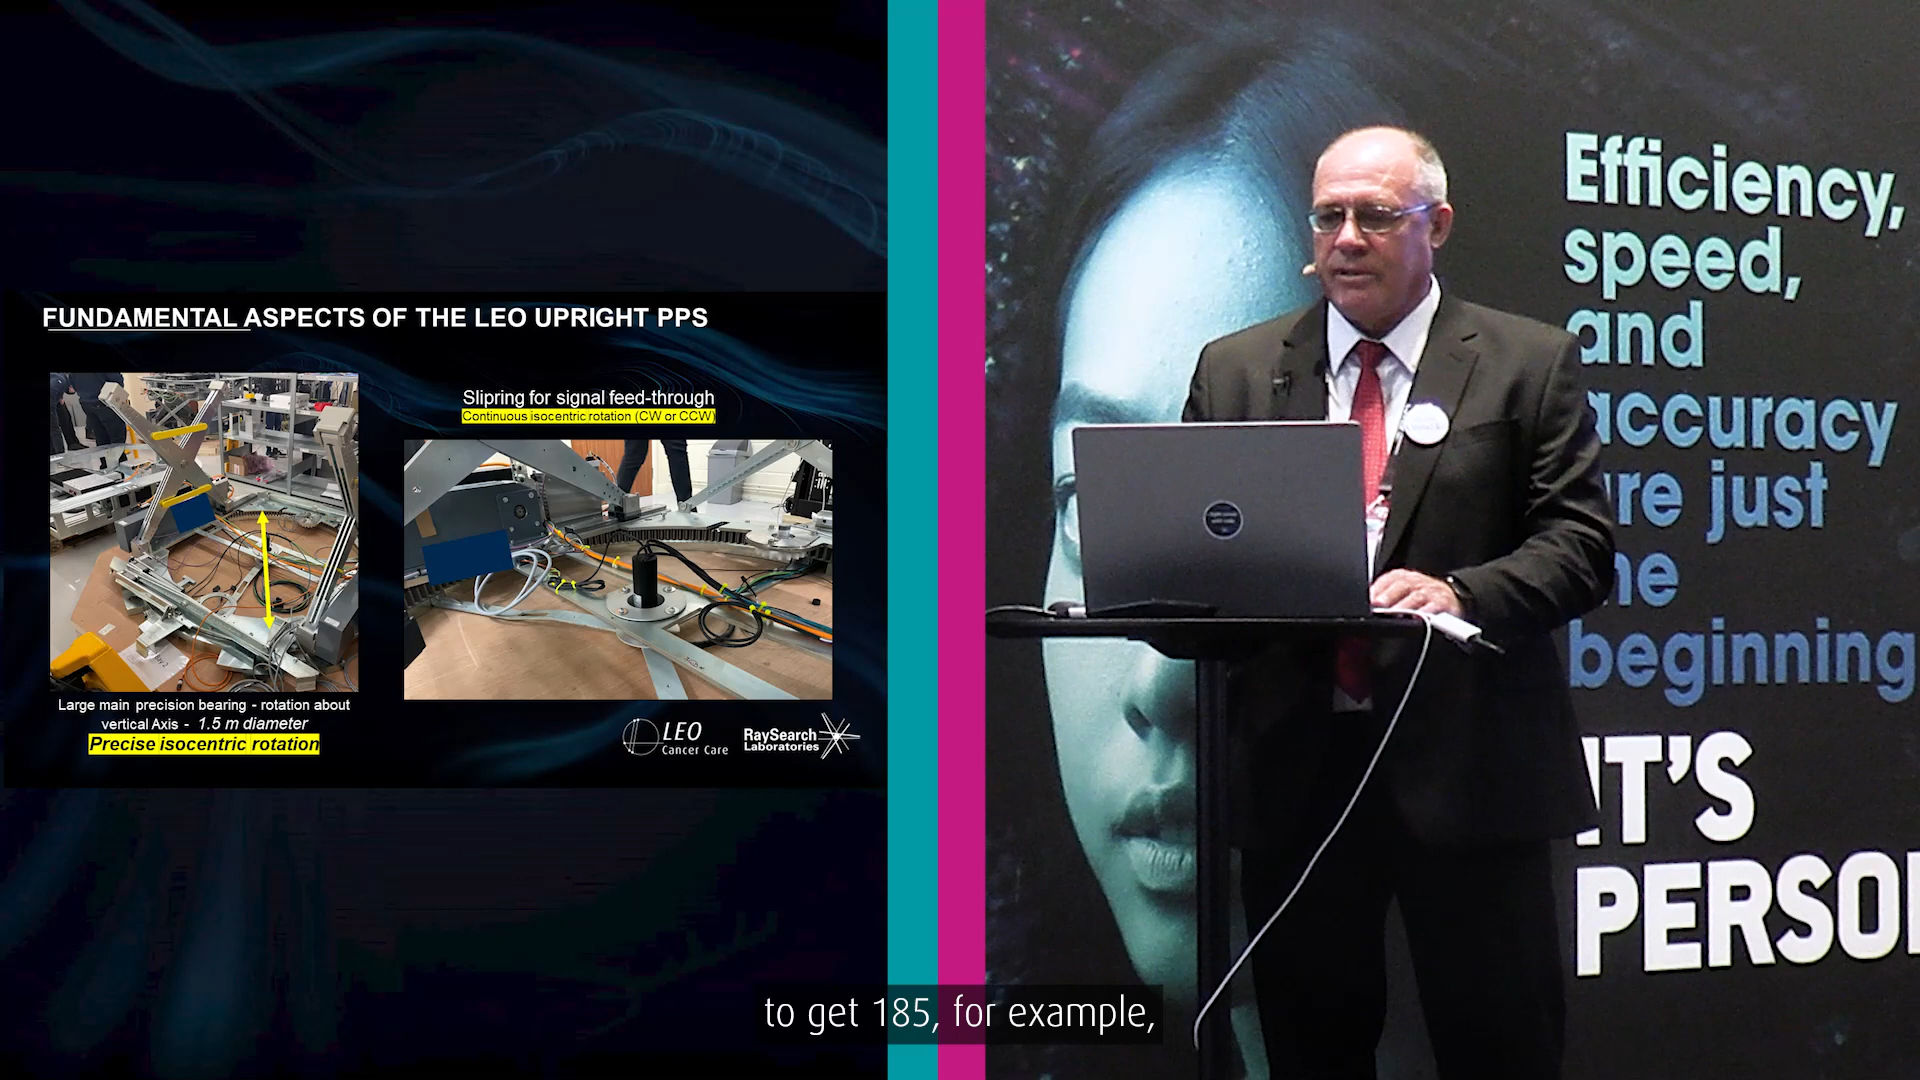 FUNDAMENTAL ASPECTS OF THE LEO UPRIGHT PPS
Slipring for signal feed-through
Continuous isocentric rotation (CW or CCW)
Large main precision bearing - rotation about
vertical Axis - 1.5 m diameter
Precise isocentric rotation
LEO
Cancer Care
RaySearch
Laboratories
Efficiency,
speed,
and
accuracy
are just
he
beginning
IT'S
PERSO
to get 185, for example,